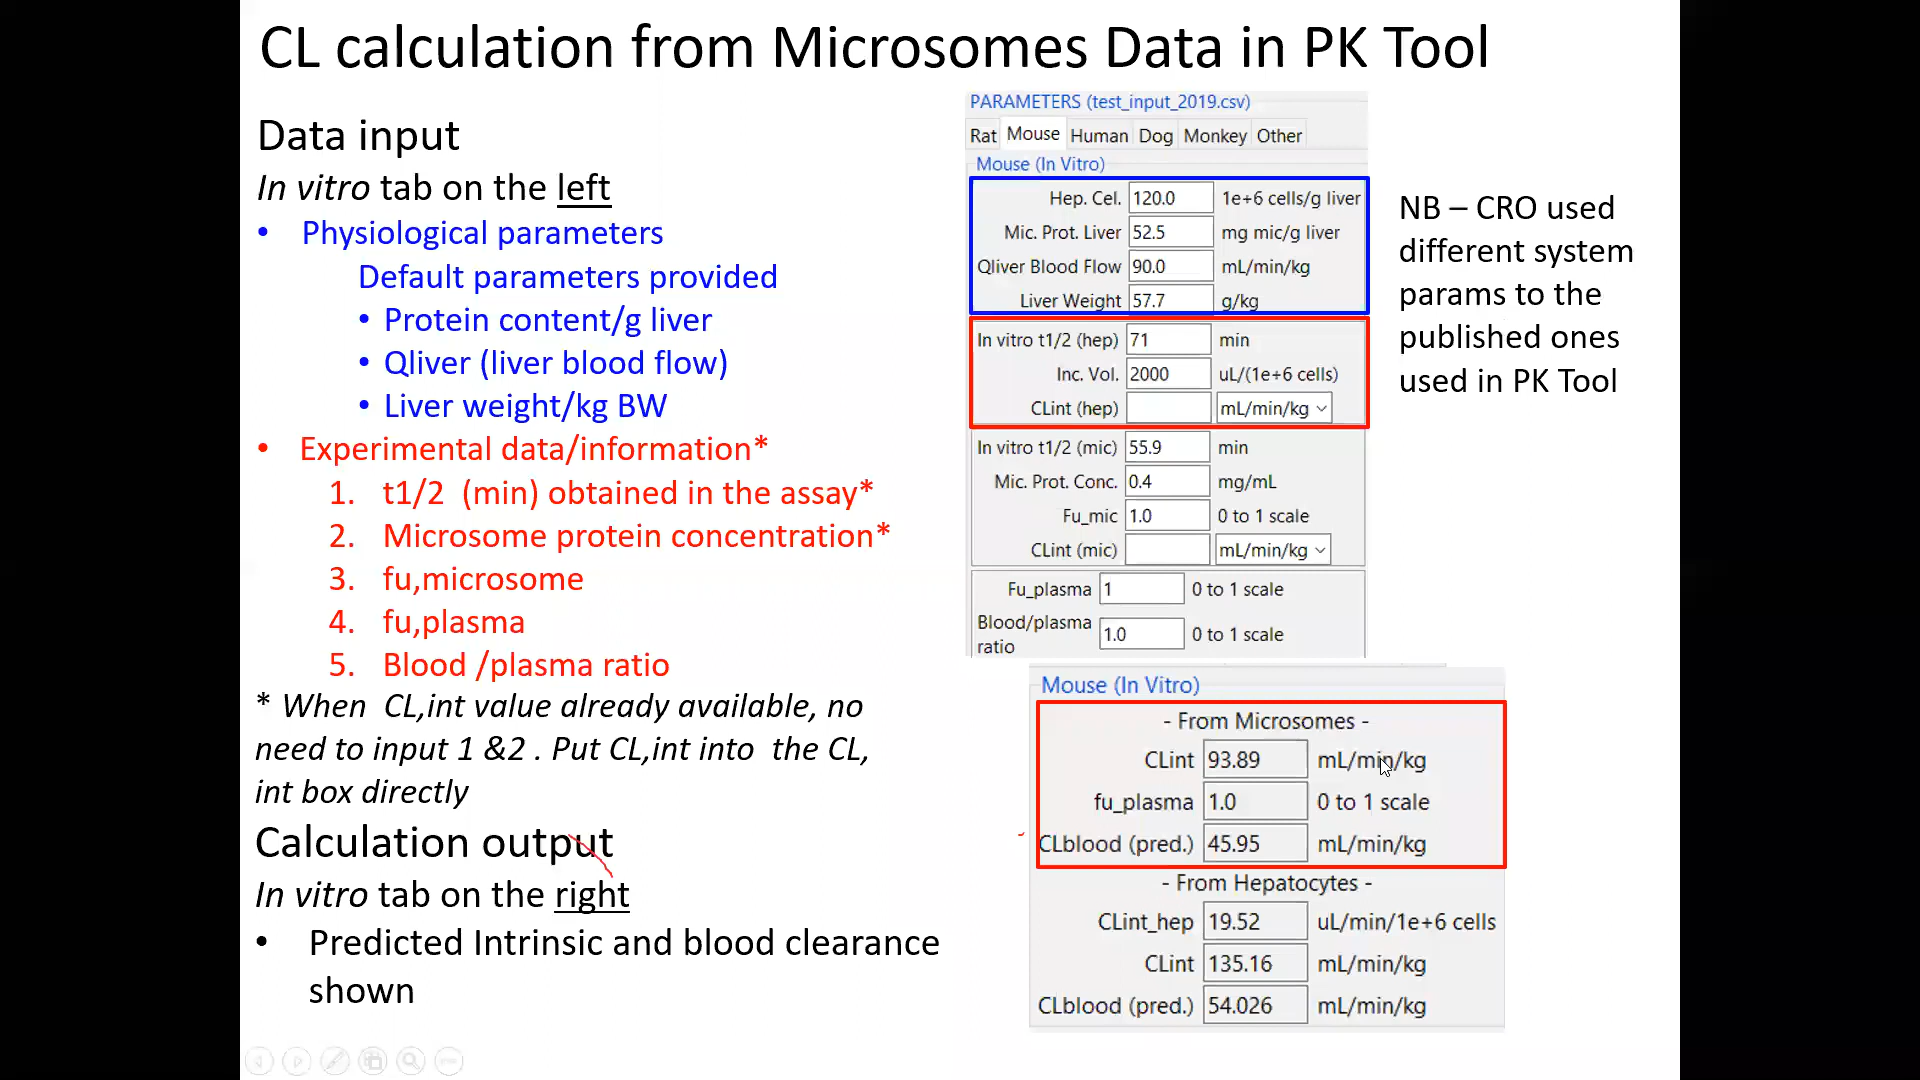 CL calculation from Microsomes Data in PK Tool
Data input
In vitro tab on the left
• Physiological parameters
Default parameters provided
• Protein content/g liver
• Qliver (liver blood flow)
• Liver weight/kg BW
• Experimental data/information*
1. t1/2 (min) obtained in the assay*
2. Microsome protein concentration*
3. fu,microsome
4. fu,plasma
5. Blood /plasma ratio
* When CL,int value already available, no
need to input 1 &2 . Put CL,int into the CL,
int box directly
Calculation output
In vitro tab on the right
• Predicted Intrinsic and blood clearance
shown
PARAMETERS (test_input_2019.csv)
Rat Mouse Human Dog Monkey Other
Mouse (In Vitro)
Hep. Cel. 120.0 1e+6 cells/g liver
Mic. Prot. Liver 52.5 mg mic/g liver
Qliver Blood Flow 90.0 mL/min/kg
Liver Weight 57.7 g/kg
In vitro t1/2 (hep) 71 min
Inc. Vol. 2000 uL/(1e+6 cells)
CLint (hep) mL/min/kg
In vitro t1/2 (mic) 55.9 min
Mic. Prot. Conc. 0.4 mg/mL
Fu_mic 1.0 0 to 1 scale
CLint (mic) mL/min/kg
Fu_plasma 1 0 to 1 scale
Blood/plasma
ratio 1.0 0 to 1 scale
NB – CRO used
different system
params to the
published ones
used in PK Tool
Mouse (In Vitro)
- From Microsomes -
CLint 93.89 mL/min/kg
fu_plasma 1.0 0 to 1 scale
CLblood (pred.) 45.95 mL/min/kg
- From Hepatocytes -
CLint_hep 19.52 uL/min/1e+6 cells
CLint 135.16 mL/min/kg
CLblood (pred.) 54.026 mL/min/kg